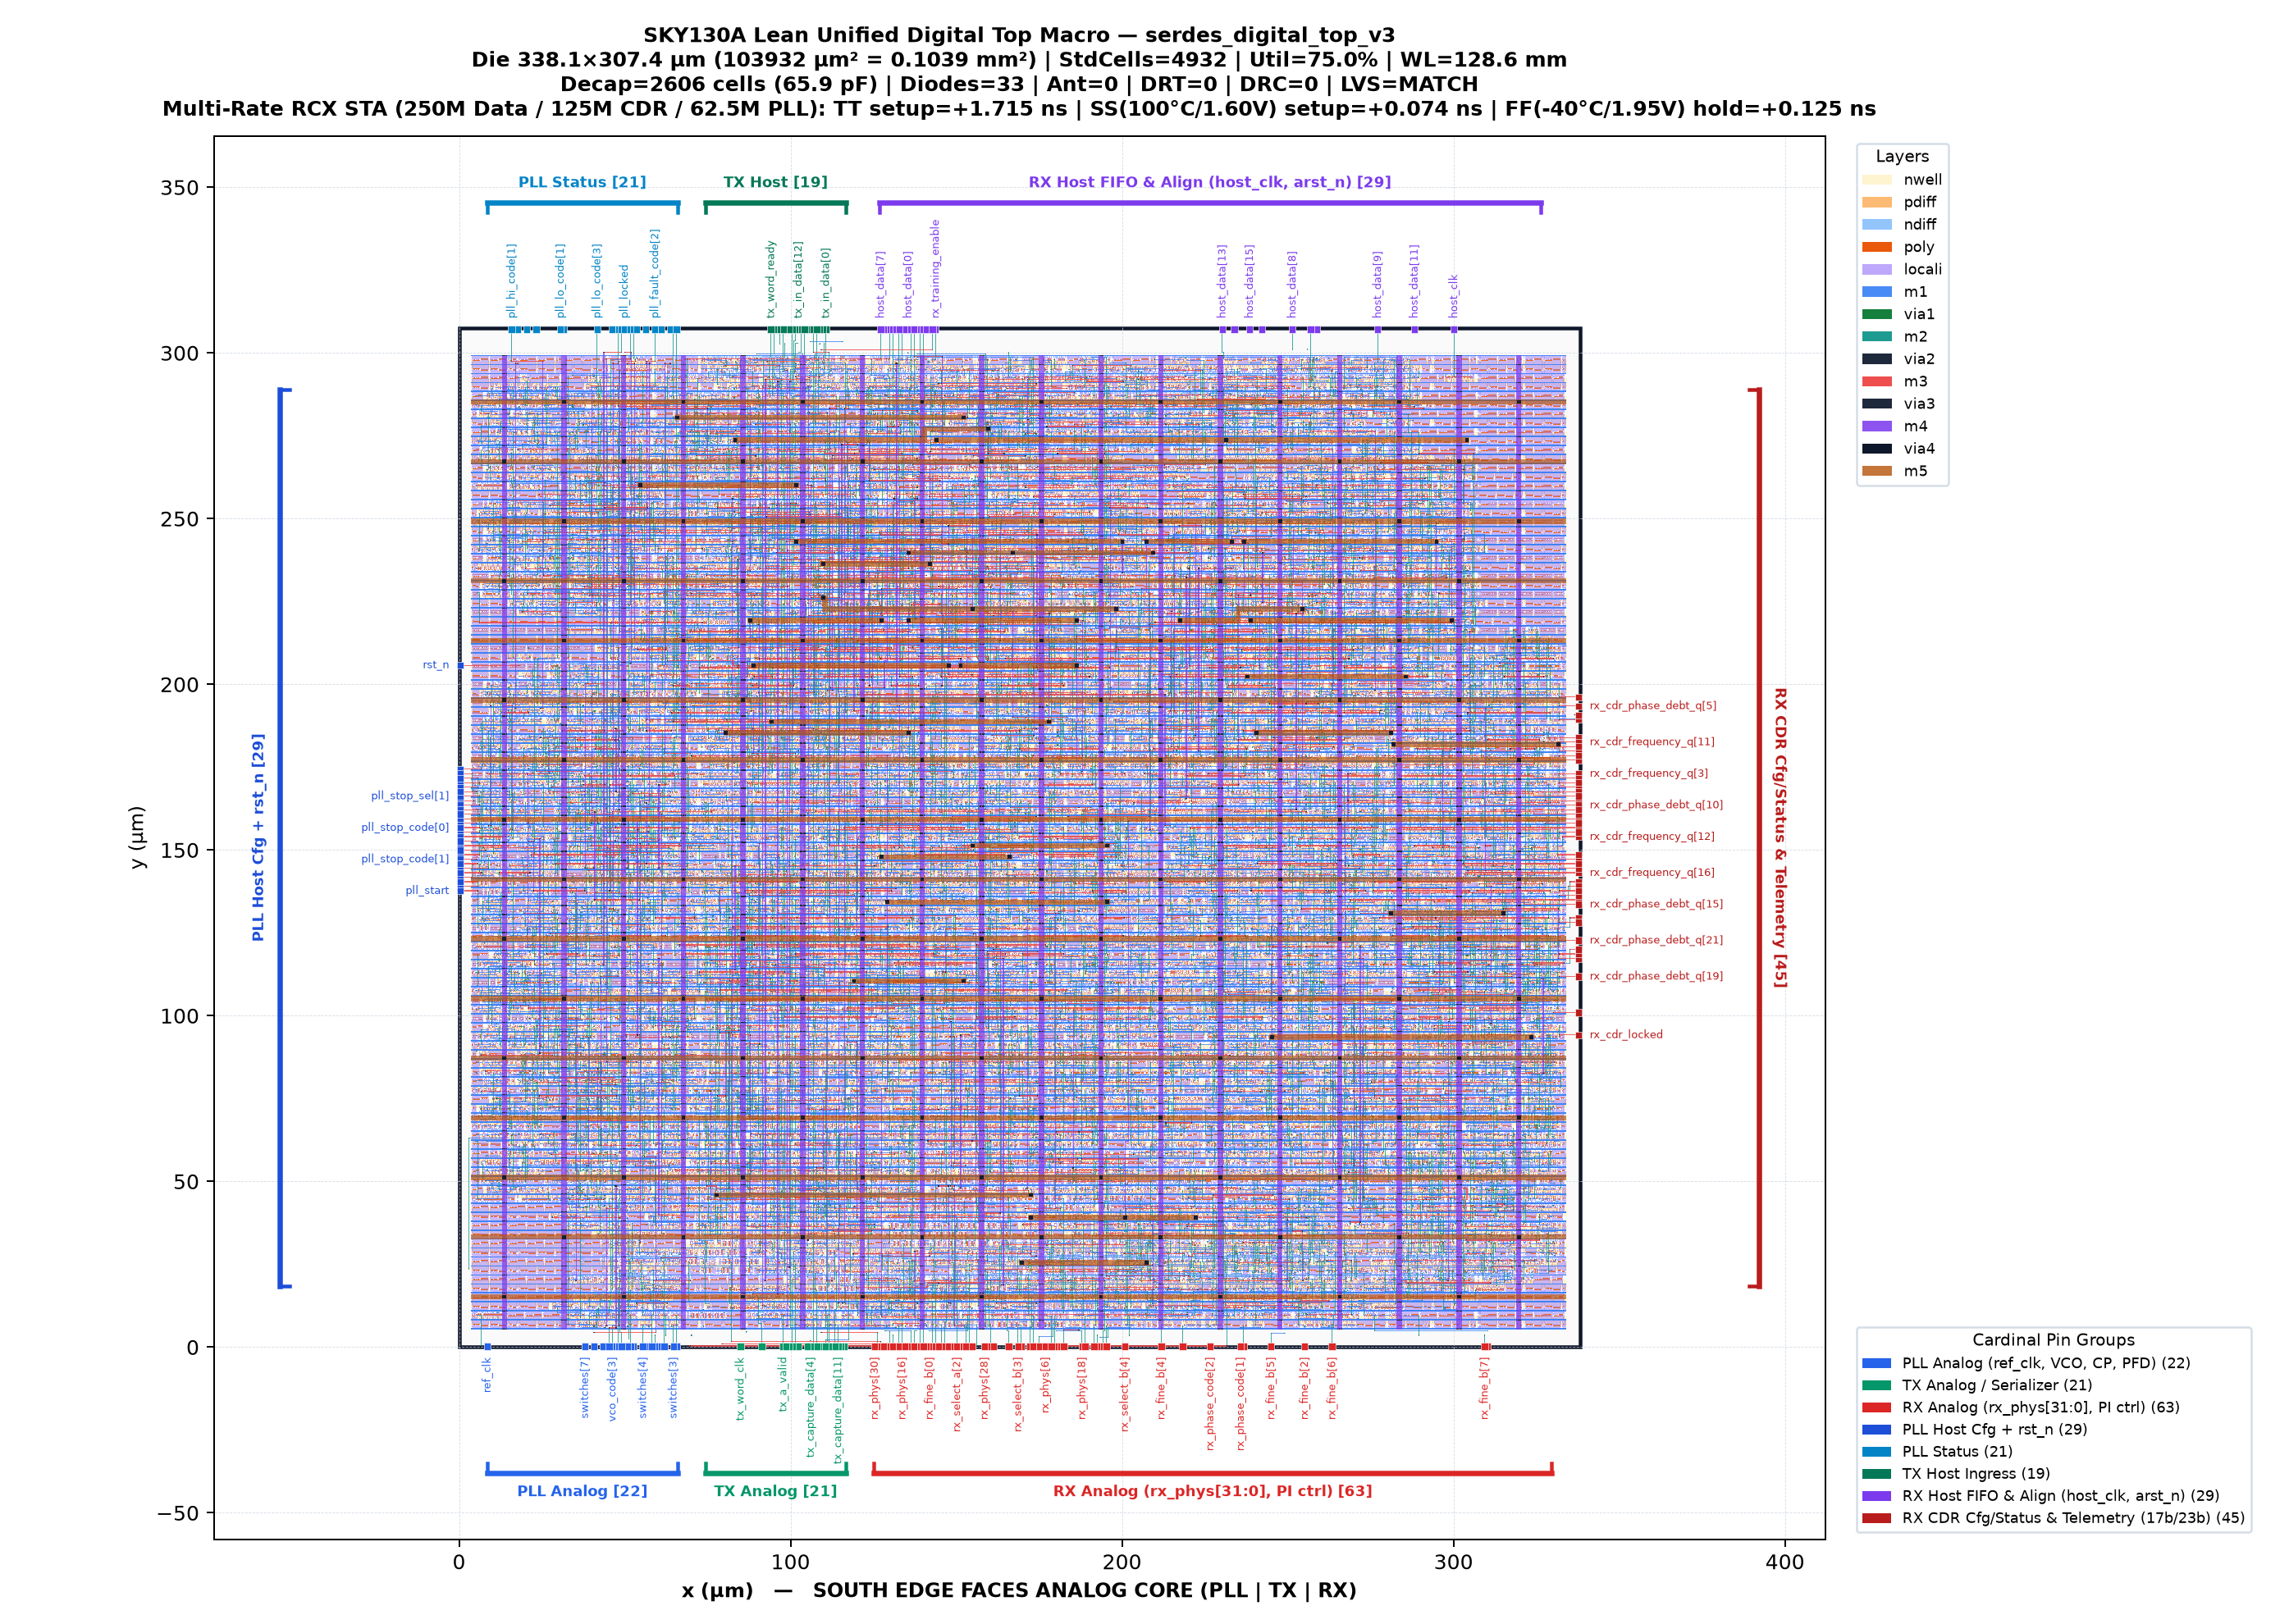 SKY130A Lean Unified Digital Top Macro — serdes_digital_top_v3
Die 338.1×307.4 μm (103932 μm² = 0.1039 mm²) | StdCells=4932 | Util=75.0% | WL=128.6 mm
Decap=2606 cells (65.9 pF) | Diodes=33 | Ant=0 | DRT=0 | DRC=0 | LVS=MATCH
Multi-Rate RCX STA (250M Data / 125M CDR / 62.5M PLL): TT setup=+1.715 ns | SS(100°C/1.60V) setup=+0.074 ns | FF(-40°C/1.95V) hold=+0.125 ns
PLL Status [21]
TX Host [19]
RX Host FIFO & Align (host_clk, arst_n) [29]
pll_hi_code[1]
pll_lo_code[1]
pll_lo_code[3]
pll_locked
pll_fault_code[2]
tx_word_ready
tx_in_data[12]
tx_in_data[0]
host_data[7]
host_data[0]
rx_training_enable
host_data[13]
host_data[15]
host_data[8]
host_data[9]
host_data[11]
host_clk
y (μm)
350
300
250
200
150
100
50
0
−50
PLL Host Cfg + rst_n [29]
rst_n
pll_stop_sel[1]
pll_stop_code[0]
pll_stop_code[1]
pll_start
rx_cdr_phase_debt_q[5]
rx_cdr_frequency_q[11]
rx_cdr_frequency_q[3]
rx_cdr_phase_debt_q[10]
rx_cdr_frequency_q[12]
rx_cdr_frequency_q[16]
rx_cdr_phase_debt_q[15]
rx_cdr_phase_debt_q[21]
rx_cdr_phase_debt_q[19]
rx_cdr_locked
RX CDR Cfg/Status & Telemetry [45]
ref_clk
switches[7]
vco_code[3]
switches[4]
switches[3]
tx_word_clk
tx_a_valid
tx_capture_data[4]
tx_capture_data[11]
rx_phys[30]
rx_phys[16]
rx_fine_b[0]
rx_select_a[2]
rx_phys[28]
rx_select_b[3]
rx_phys[6]
rx_phys[18]
rx_select_b[4]
rx_fine_b[4]
rx_phase_code[2]
rx_phase_code[1]
rx_fine_b[5]
rx_fine_b[2]
rx_fine_b[6]
rx_fine_b[7]
PLL Analog [22]
TX Analog [21]
RX Analog (rx_phys[31:0], PI ctrl) [63]
0
100
200
300
400
x (μm) — SOUTH EDGE FACES ANALOG CORE (PLL | TX | RX)
Layers
nwell
pdiff
ndiff
poly
locali
m1
via1
m2
via2
m3
via3
m4
via4
m5
Cardinal Pin Groups
PLL Analog (ref_clk, VCO, CP, PFD) (22)
TX Analog / Serializer (21)
RX Analog (rx_phys[31:0], PI ctrl) (63)
PLL Host Cfg + rst_n (29)
PLL Status (21)
TX Host Ingress (19)
RX Host FIFO & Align (host_clk, arst_n) (29)
RX CDR Cfg/Status & Telemetry (17b/23b) (45)